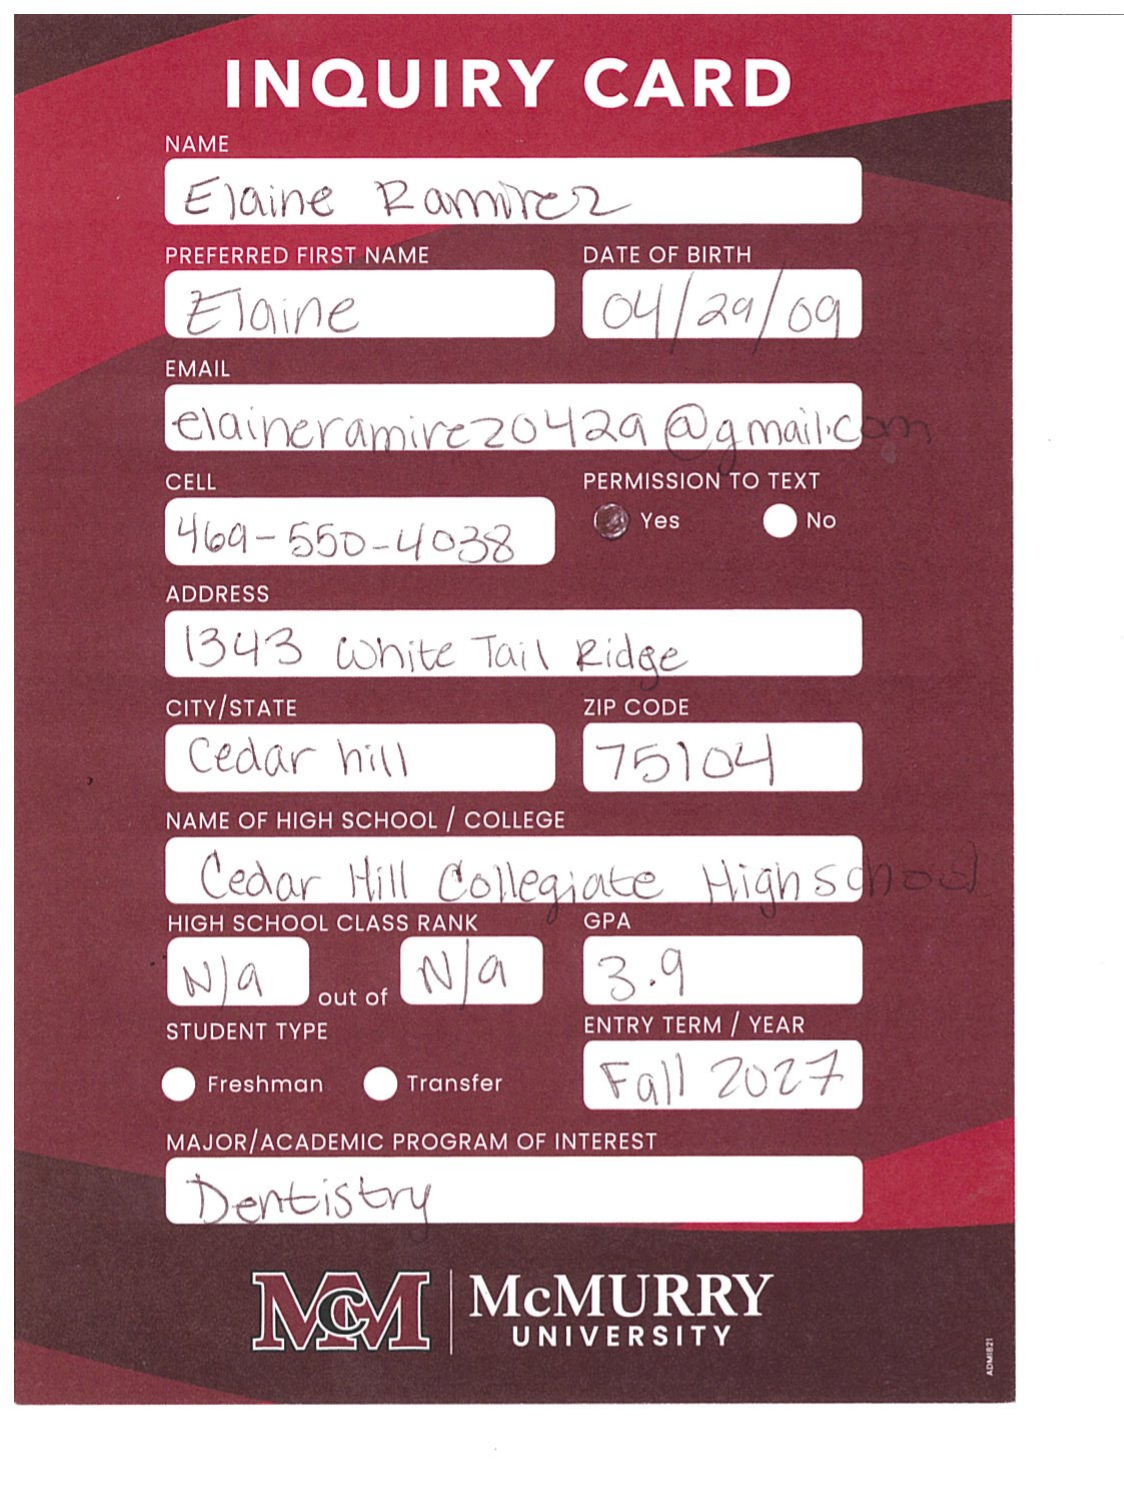 INQUIRY CARD
NAME
Elaine Ramirez
PREFERRED FIRST NAME DATE OF BIRTH
Elaine 04/29/09
EMAIL
elaineramirez0429@gmail.com
CELL PERMISSION TO TEXT
469-550-4038 Yes No
ADDRESS
1343 White Tail Ridge
CITY/STATE ZIP CODE
Cedar hill 75104
NAME OF HIGH SCHOOL / COLLEGE
Cedar Hill Collegiate High school
HIGH SCHOOL CLASS RANK GPA
N/a out of N/a 3.9
STUDENT TYPE ENTRY TERM / YEAR
Freshman Transfer Fall 2027
MAJOR/ACADEMIC PROGRAM OF INTEREST
Dentistry
MCM McMURRY
UNIVERSITY
ADMI821